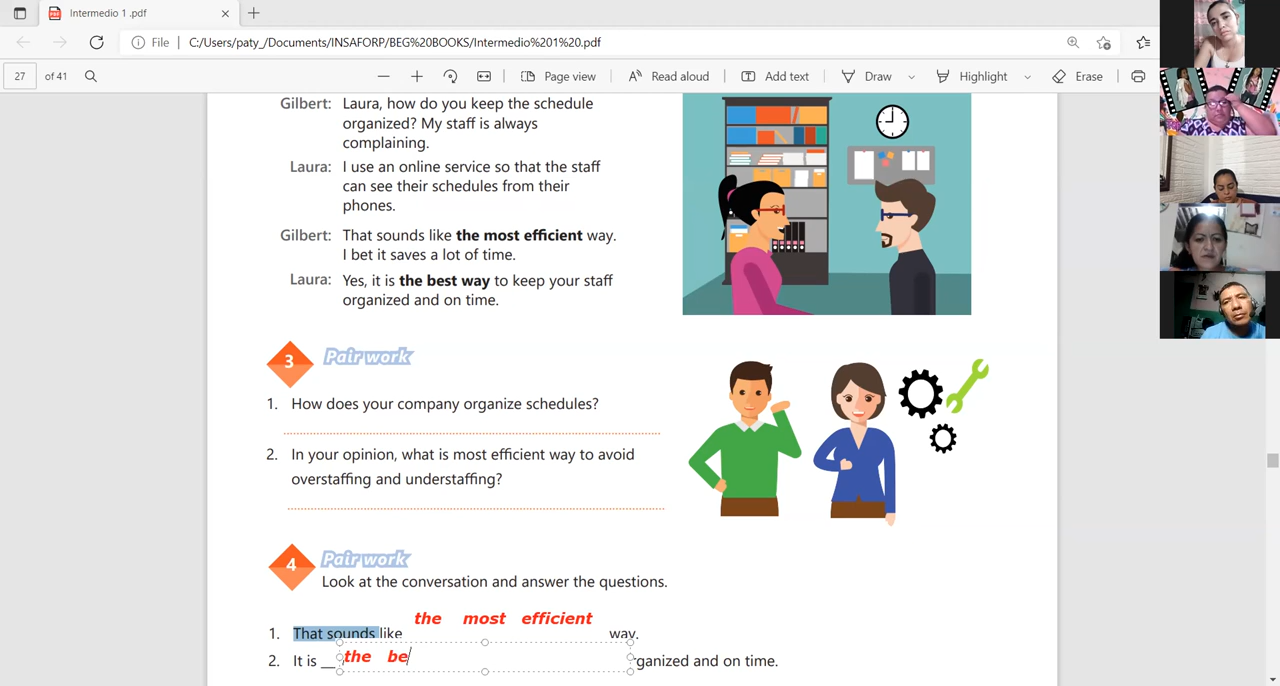 Intermedio 1 .pdf
File | C:/Users/paty_/Documents/INSAFORP/BEG%20BOOKS/Intermedio%201%20.pdf
27 of 41 Page view Read aloud Add text Draw Highlight Erase
Gilbert: Laura, how do you keep the schedule
organized? My staff is always
complaining.
Laura: I use an online service so that the staff
can see their schedules from their
phones.
Gilbert: That sounds like the most efficient way.
I bet it saves a lot of time.
Laura: Yes, it is the best way to keep your staff
organized and on time.
3 Pair work
1. How does your company organize schedules?
2. In your opinion, what is most efficient way to avoid
overstaffing and understaffing?
4 Pair work
Look at the conversation and answer the questions.
1. That sounds like the most efficient way.
2. It is __ the be ganized and on time.